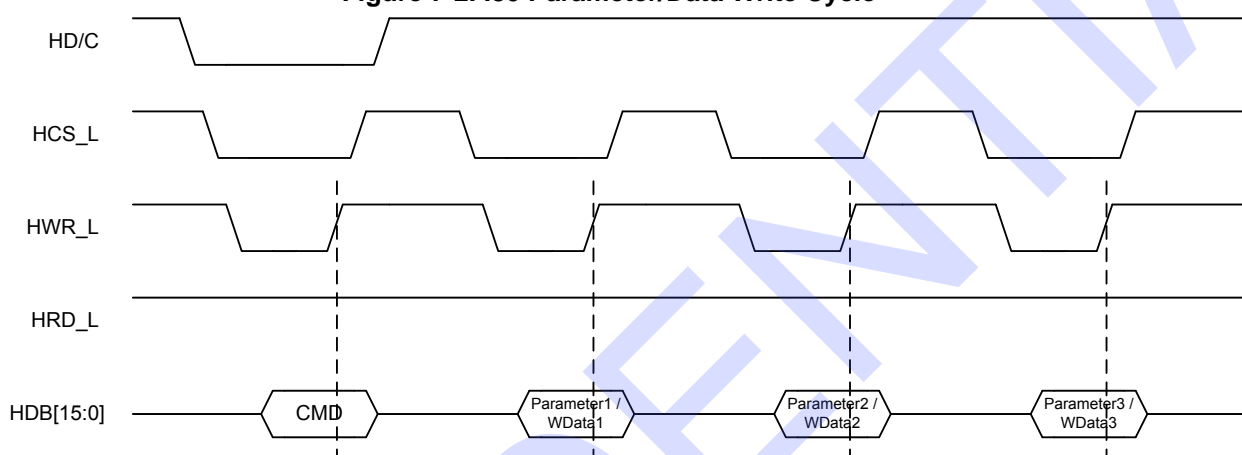 HD/C
HCS_L
HWR_L
HRD_L
HDB[15:0]
CMD
Parameter1 /
WData1
Parameter2 /
WData2
Parameter3 /
WData3